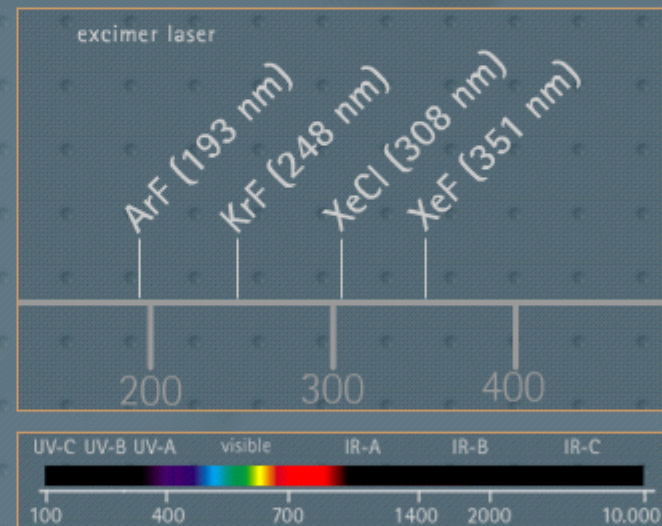 excimer laser
ArF (193 nm)
KrF (248 nm)
XeCl (308 nm)
XeF (351 nm)
200 300 400
UV-C UV-B UV-A visible IR-A IR-B IR-C
100 400 700 1400 2000 10.000